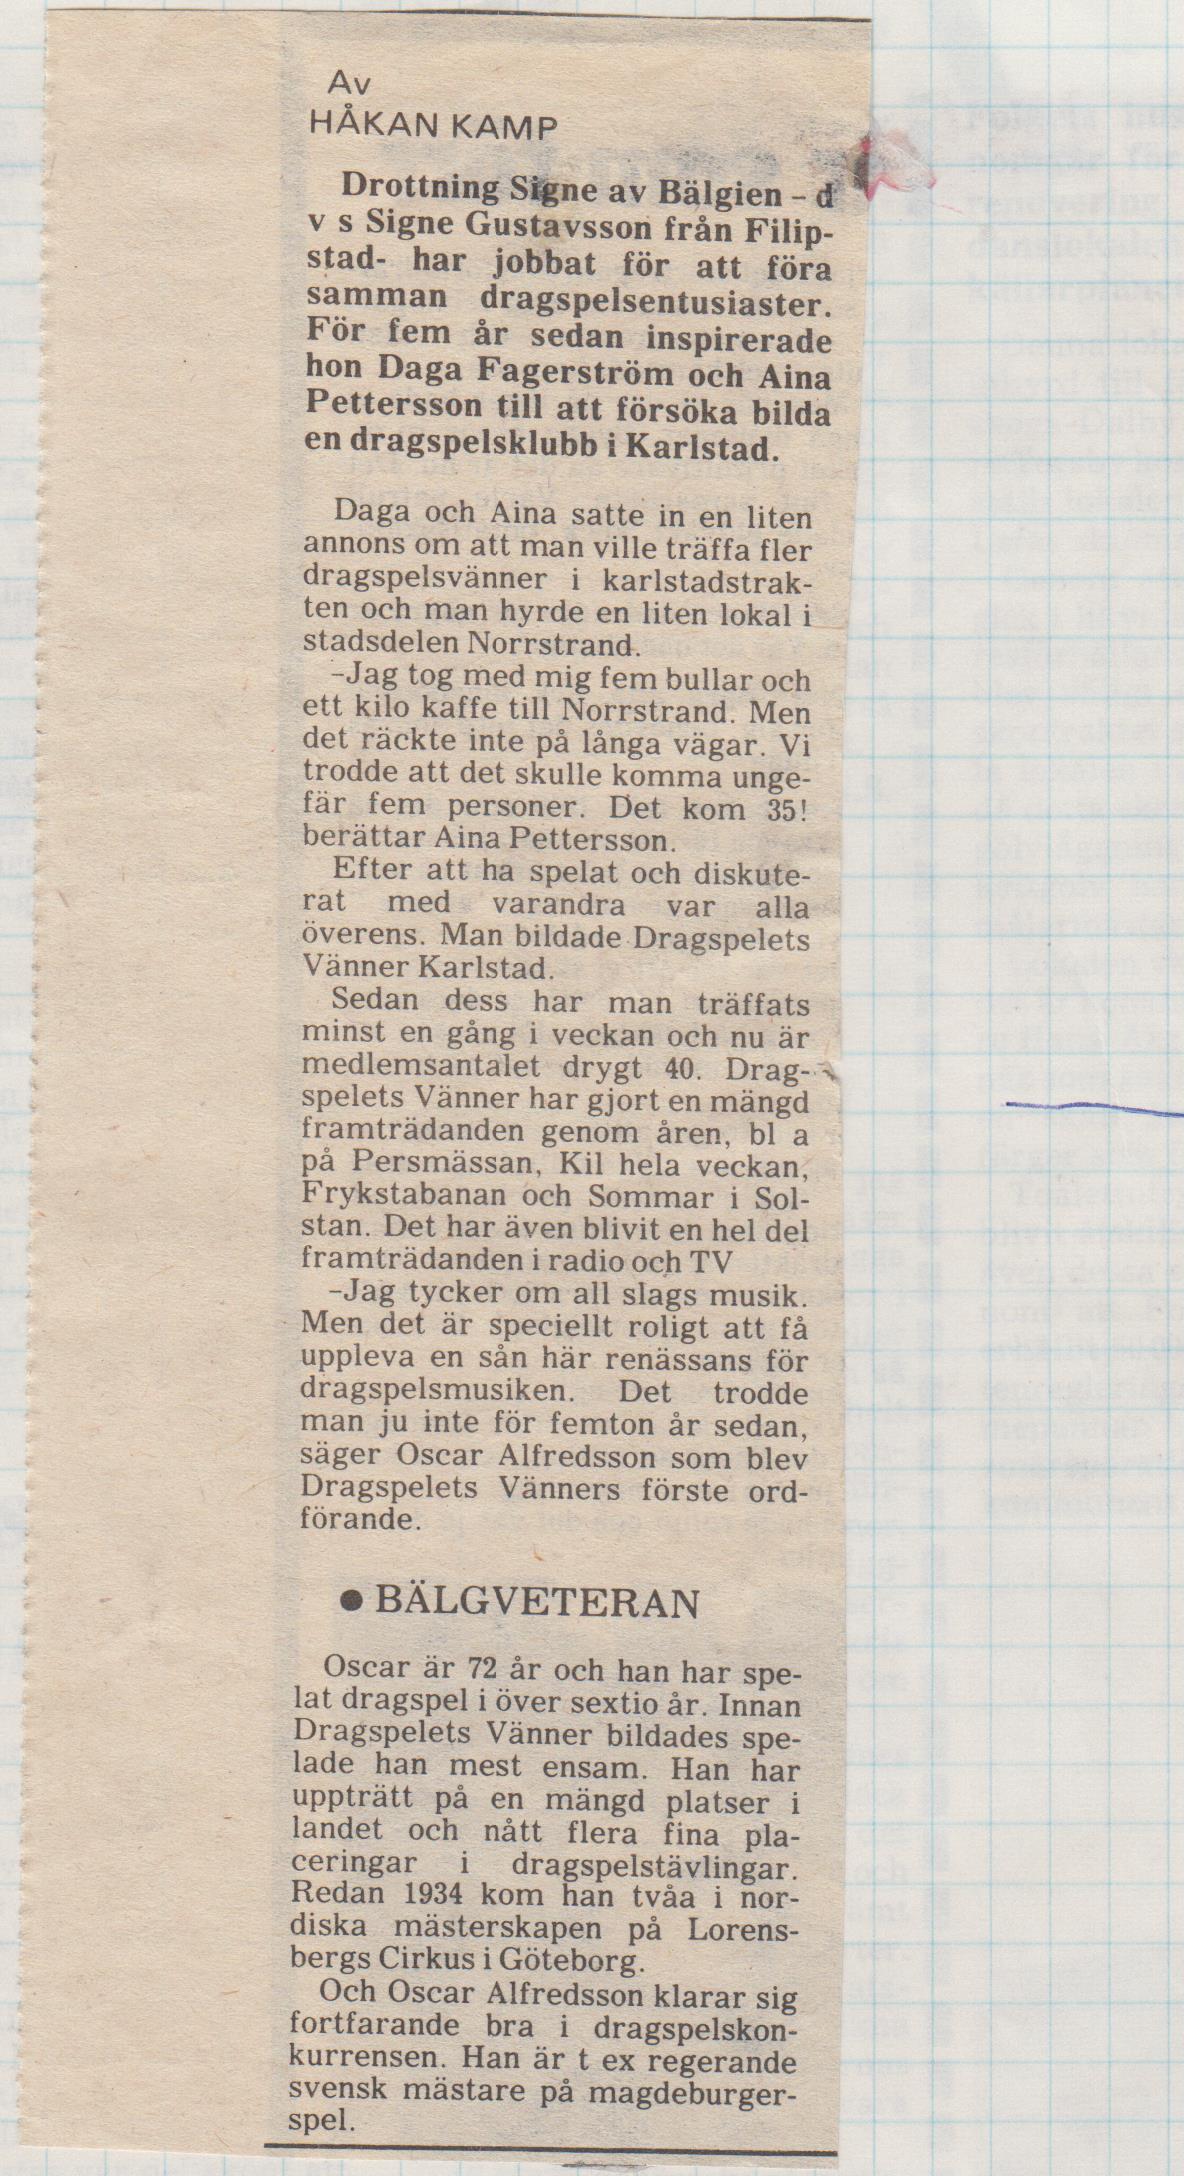 Av
HÅKAN KAMP
Drottning Signe av Bälgien – d
v s Signe Gustavsson från Filip-
stad- har jobbat för att föra
samman dragspelsentusiaster.
För fem år sedan inspirerade
hon Daga Fagerström och Aina
Pettersson till att försöka bilda
en dragspelsklubb i Karlstad.
Daga och Aina satte in en liten
annons om att man ville träffa fler
dragspelsvänner i karlstadstrak-
ten och man hyrde en liten lokal i
stadsdelen Norrstrand.
–Jag tog med mig fem bullar och
ett kilo kaffe till Norrstrand. Men
det räckte inte på långa vägar. Vi
trodde att det skulle komma unge-
fär fem personer. Det kom 35!
berättar Aina Pettersson.
Efter att ha spelat och diskute-
rat med varandra var alla
överens. Man bildade Dragspelets
Vänner Karlstad.
Sedan dess har man träffats
minst en gång i veckan och nu är
medlemsantalet drygt 40. Drag-
spelets Vänner har gjort en mängd
framträdanden genom åren, bl a
på Persmässan, Kil hela veckan,
Frykstabanan och Sommar i Sol-
stan. Det har även blivit en hel del
framträdanden i radio och TV
–Jag tycker om all slags musik.
Men det är speciellt roligt att få
uppleva en sån här renässans för
dragspelsmusiken. Det trodde
man ju inte för femton år sedan,
säger Oscar Alfredsson som blev
Dragspelets Vänners förste ord-
förande.
● BÄLGVETERAN
Oscar är 72 år och han har spe-
lat dragspel i över sextio år. Innan
Dragspelets Vänner bildades spe-
lade han mest ensam. Han har
uppträtt på en mängd platser i
landet och nått flera fina pla-
ceringar i dragspelstävlingar.
Redan 1934 kom han tvåa i nor-
diska mästerskapen på Lorens-
bergs Cirkus i Göteborg.
Och Oscar Alfredsson klarar sig
fortfarande bra i dragspelskon-
kurrensen. Han är t ex regerande
svensk mästare på magdeburger-
spel.